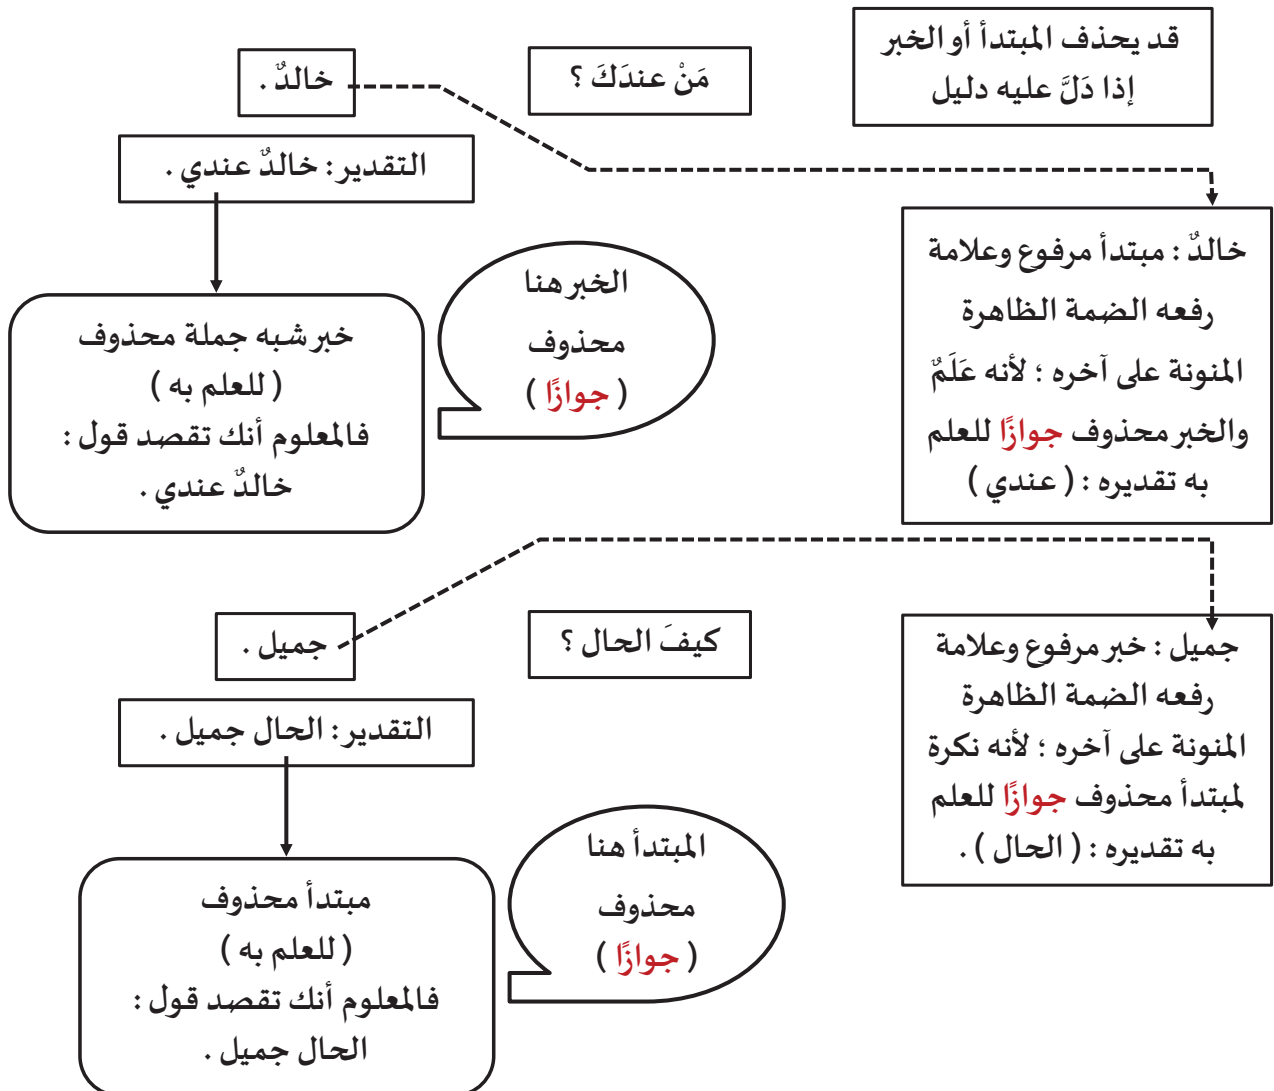 قد يحذف المبتدأ أو الخبر
إذا دَلَّ عليه دليل
مَنْ عندَكَ ؟
خالدٌ .
التقدير : خالدٌ عندي .
خالدٌ : مبتدأ مرفوع وعلامة
رفعه الضمة الظاهرة
المنونة على آخره ؛ لأنه عَلَمٌ
والخبر محذوف جوازًا للعلم
به تقديره : ( عندي )
الخبر هنا
محذوف
( جوازًا )
خبر شبه جملة محذوف
( للعلم به )
فالمعلوم أنك تقصد قول :
خالدٌ عندي .
كيفَ الحال ؟
جميل .
التقدير : الحال جميل .
جميل : خبر مرفوع وعلامة
رفعه الضمة الظاهرة
المنونة على آخره ؛ لأنه نكرة
لمبتدأ محذوف جوازًا للعلم
به تقديره : ( الحال ) .
المبتدأ هنا
محذوف
( جوازًا )
مبتدأ محذوف
( للعلم به )
فالمعلوم أنك تقصد قول :
الحال جميل .